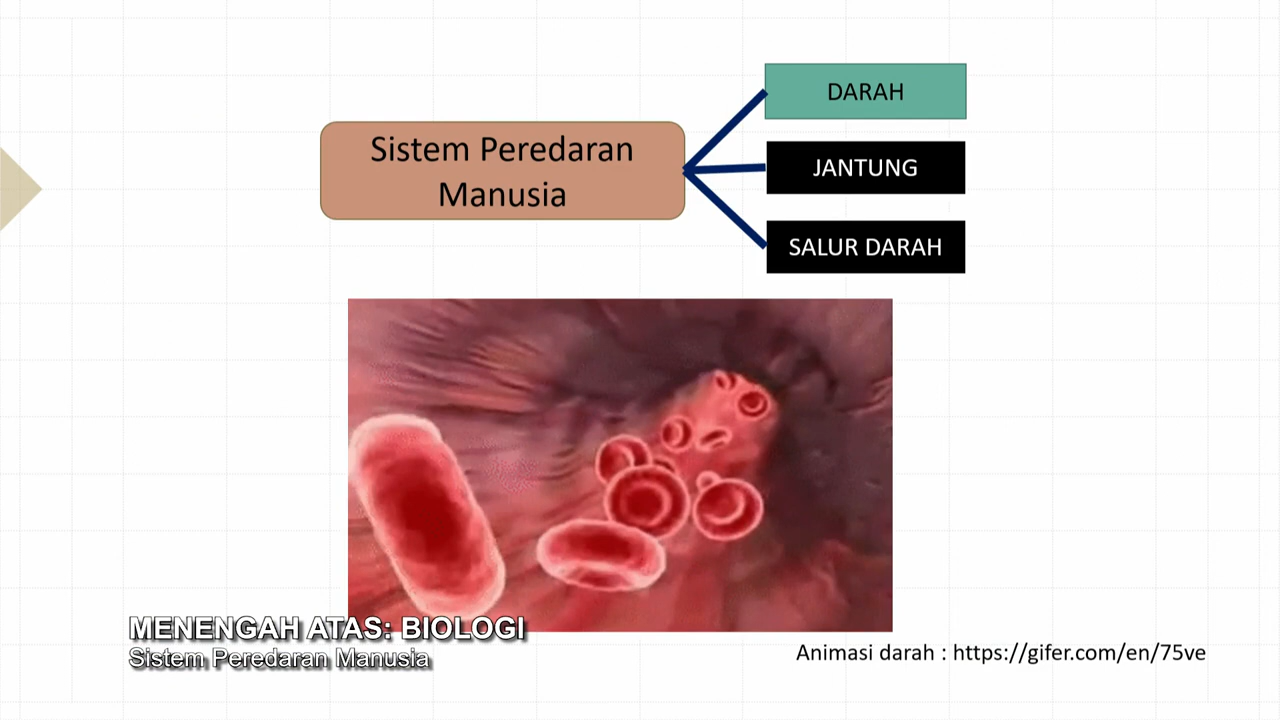 Sistem Peredaran
Manusia
DARAH
JANTUNG
SALUR DARAH
MENENGAH ATAS: BIOLOGI
Sistem Peredaran Manusia
Animasi darah : https://gifer.com/en/75ve